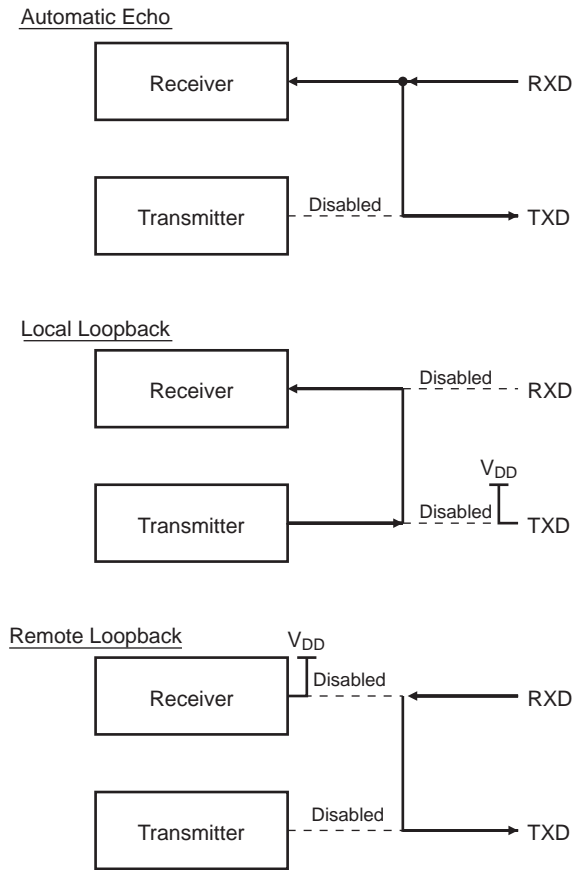 Automatic Echo
Receiver
RXD
Transmitter
Disabled
TXD
Local Loopback
Receiver
Disabled
RXD
VDD
Transmitter
Disabled
TXD
Remote Loopback
VDD
Receiver
Disabled
RXD
Transmitter
Disabled
TXD